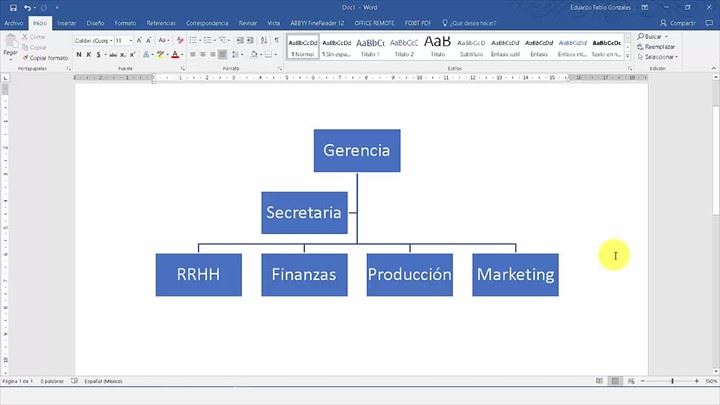 Doc1 - Word
Eduardo Fabio Gonzales
Archivo Inicio Insertar Diseño Formato Referencias Correspondencia Revisar Vista ABBYY FineReader 12 OFFICE REMOTE FOXIT PDF ¿Qué desea hacer? Compartir
Pegar
Cortar
Copiar
Copiar formato
Portapapeles
Calibri (Cuerp 11
N K S
Fuente
Párrafo
AaBbCcDd AaBbCcDd AaBbCc AaBbCcD AaB AaBbCcD AaBbCcDd AaBbCcDd AaBbCcDd AaBbCcDc
¶ Normal ¶ Sin espa... Título 1 Título 2 Título Subtítulo Énfasis sutil Énfasis Énfasis int... Texto en n...
Estilos
Buscar
Reemplazar
Seleccionar
Edición
Gerencia
Secretaria
RRHH Finanzas Producción Marketing
Página 1 de 1 0 palabras Español (México) 150%